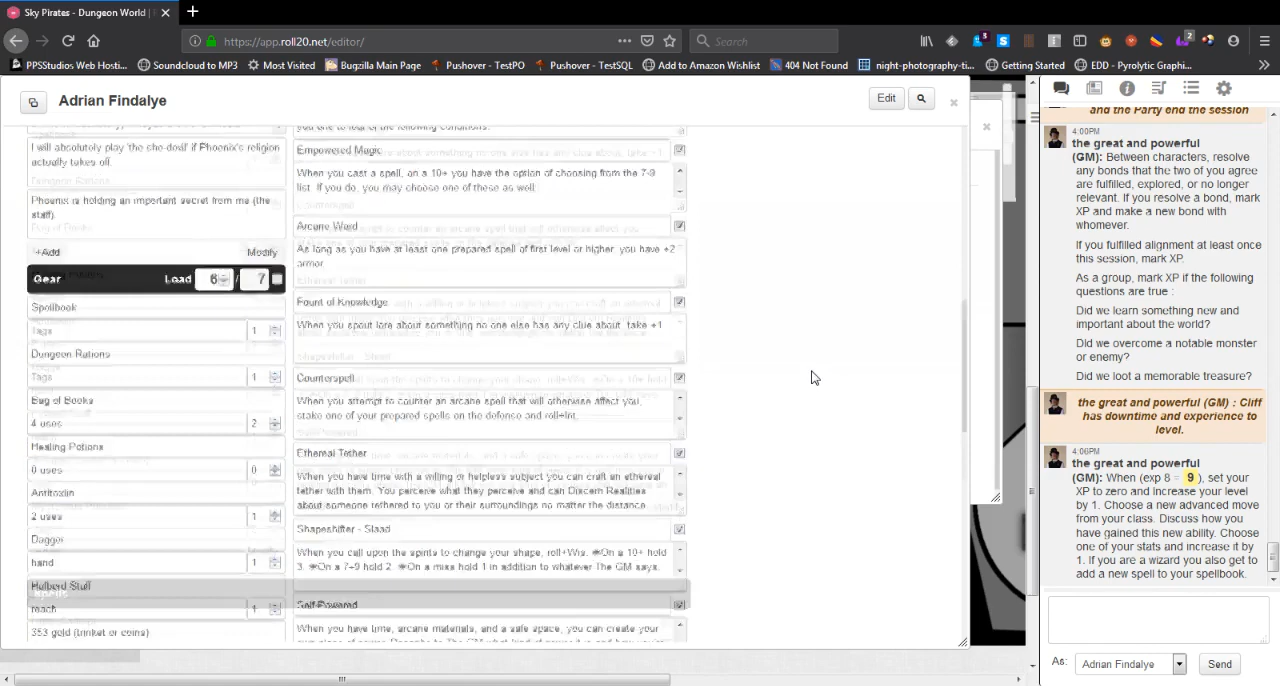 Sky Pirates - Dungeon World |
https://app.roll20.net/editor/
Search
5
2
PPSStudios Web Hosti...
Soundcloud to MP3
Most Visited
Bugzilla Main Page
Pushover - TestPO
Pushover - TestSQL
Add to Amazon Wishlist
404 Not Found
night-photography-ti...
Getting Started
EDD - Pyrolytic Graphi...
Adrian Findalye
Edit
I will absolutely play 'the she-devil' if Phoenix's religion
actually takes off.
Phoenix is holding an important secret from me (the
staff).
+Add
Modify
Gear
Load
6
/
7
Spellbook
Tags
1
Dungeon Rations
Tags
1
Bag of Books
4 uses
2
Healing Potions
0 uses
0
Antitoxin
2 uses
1
Dagger
hand
1
Halberd Staff
reach
1
353 gold (trinket or coins)
Empowered Magic
When you cast a spell, on a 10+ you have the option of choosing from the 7-9
list. If you do, you may choose one of these as well:
Arcane Ward
As long as you have at least one prepared spell of first level or higher, you have +2
armor.
Fount of Knowledge
When you spout lore about something no one else has any clue about, take +1
Counterspell
When you attempt to counter an arcane spell that will otherwise affect you,
stake one of your prepared spells on the defence and roll+Int.
Ethereal Tether
When you have time with a willing or helpless subject you can craft an ethereal
tether with them. You perceive what they perceive and can Discern Realities
about someone tethered to you or their surroundings no matter the distance.
Shapeshifter - Slaad
When you call upon the spirits to change your shape, roll+Wis. ✴On a 10+ hold
3. ✴On a 7-9 hold 2. ✴On a miss hold 1 in addition to whatever The GM says.
Self-Powered
When you have time, arcane materials, and a safe space, you can create your
and the Party end the session
4:00PM
the great and powerful
(GM): Between characters, resolve
any bonds that the two of you agree
are fulfilled, explored, or no longer
relevant. If you resolve a bond, mark
XP and make a new bond with
whomever.
If you fulfilled alignment at least once
this session, mark XP.
As a group, mark XP if the following
questions are true :
Did we learn something new and
important about the world?
Did we overcome a notable monster
or enemy?
Did we loot a memorable treasure?
the great and powerful (GM) : Cliff
has downtime and experience to
level.
4:06PM
the great and powerful
(GM): When (exp 8 = 9 ), set your
XP to zero and increase your level
by 1. Choose a new advanced move
from your class. Discuss how you
have gained this new ability. Choose
one of your stats and increase it by
1. If you are a wizard you also get to
add a new spell to your spellbook.
As:
Adrian Findalye
Send